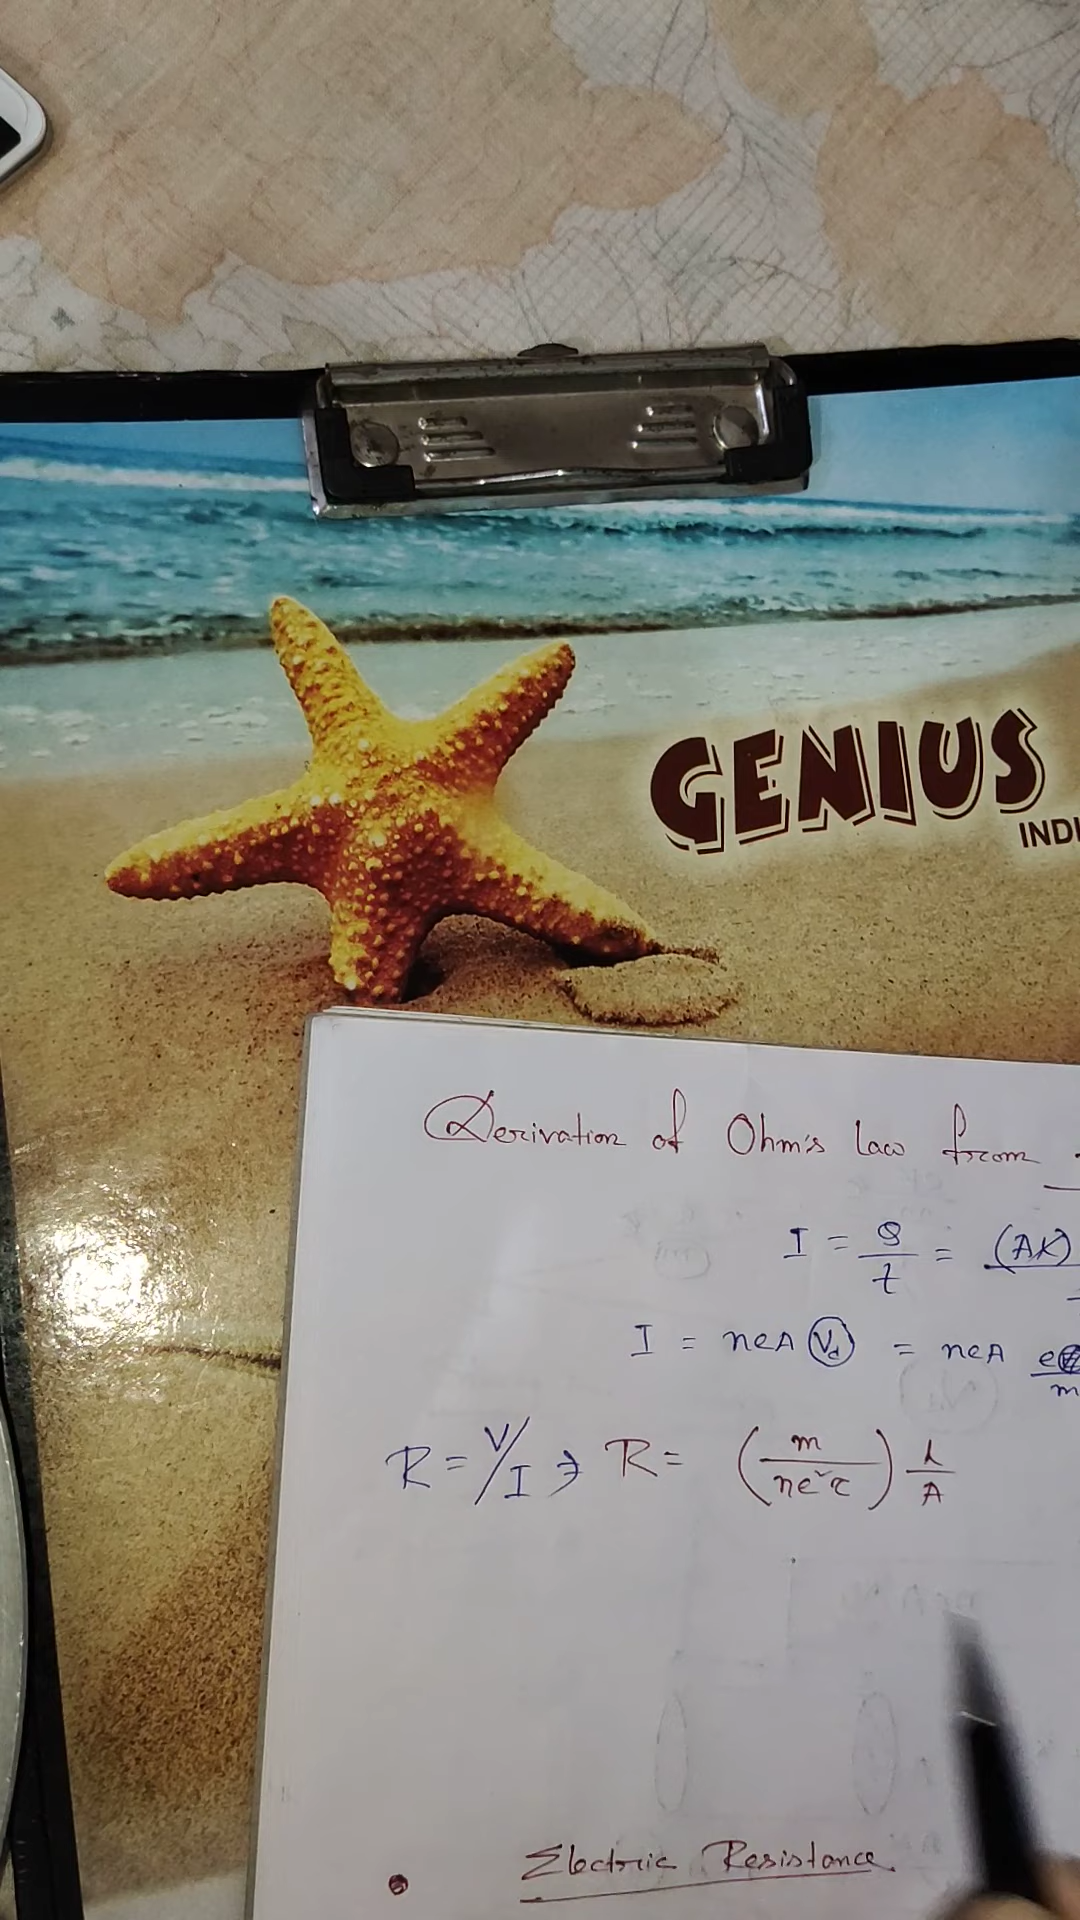 GENIUS
INDI
Derivation of Ohm's law from
I = Q/t = (AX)
I = neA Vd = neA e
m
R = V/I ⇒ R = (m/ne²τ) l/A
Electric Resistance